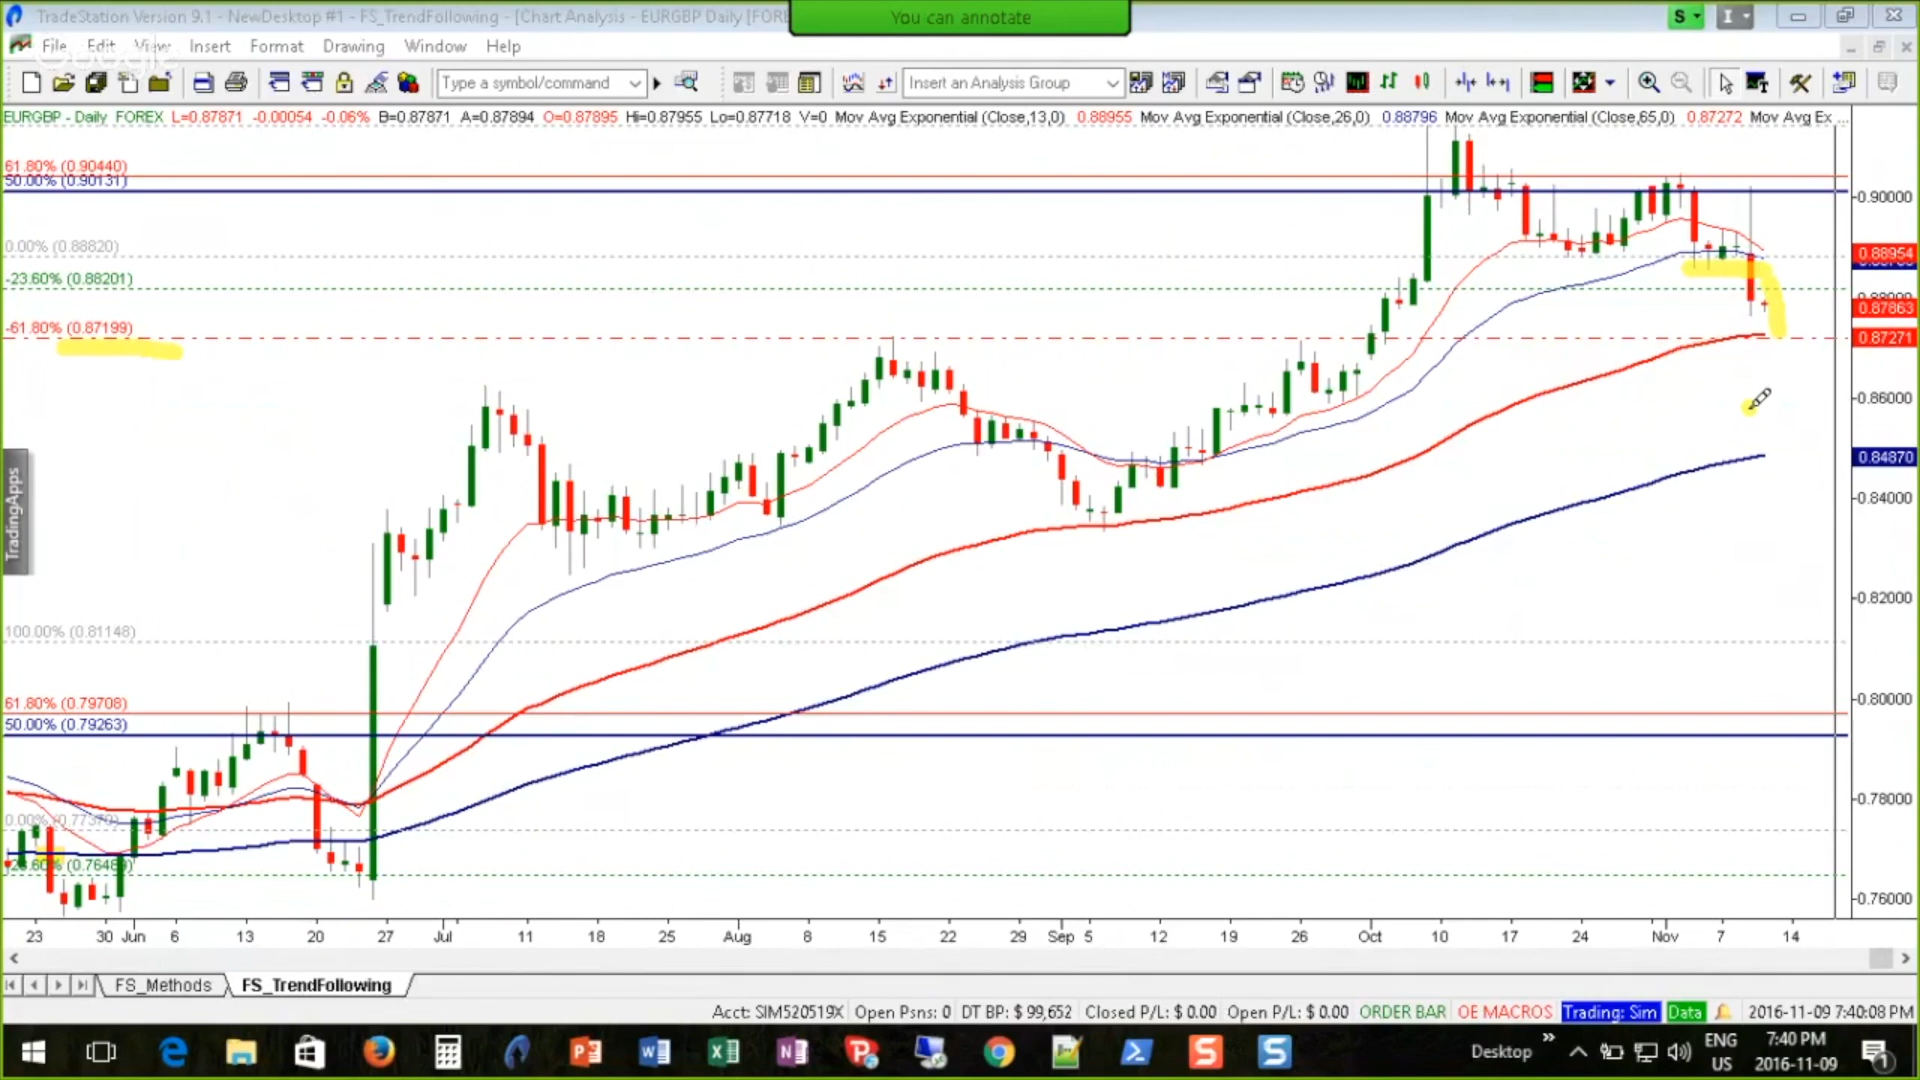 TradeStation Version 9.1 - NewDesktop #1 - FS_TrendFollowing - [Chart Analysis - EURGBP Daily [FORE
You can annotate
S
I
File Edit View Insert Format Drawing Window Help
Google
Type a symbol/command
Insert an Analysis Group
EURGBP - Daily FOREX L=0.87871 -0.00054 -0.06% B=0.87871 A=0.87894 O=0.87895 Hi=0.87955 Lo=0.87718 V=0 Mov Avg Exponential (Close,13,0) 0.88955 Mov Avg Exponential (Close,26,0) 0.88796 Mov Avg Exponential (Close,65,0) 0.87272 Mov Avg Ex ...
61.80% (0.90440)
50.00% (0.90131)
0.90000
0.00% (0.88820)
0.88954
-23.60% (0.88201)
0.88000
0.87863
-61.80% (0.87199)
0.87271
0.86000
0.84870
TradingApps
0.84000
0.82000
100.00% (0.81148)
0.80000
61.80% (0.79708)
50.00% (0.79263)
0.78000
0.00% (0.77370)
0.76000
23 30 Jun 6 13 20 27 Jul 11 18 25 Aug 8 15 22 29 Sep 5 12 19 26 Oct 10 17 24 Nov 7 14
FS_Methods FS_TrendFollowing
Acct: SIM520519X Open Psns: 0 DT BP: $ 99,652 Closed P/L: $ 0.00 Open P/L: $ 0.00 ORDER BAR OE MACROS Trading: Sim Data 2016-11-09 7:40:08 PM
Desktop
ENG
US
7:40 PM
2016-11-09
1